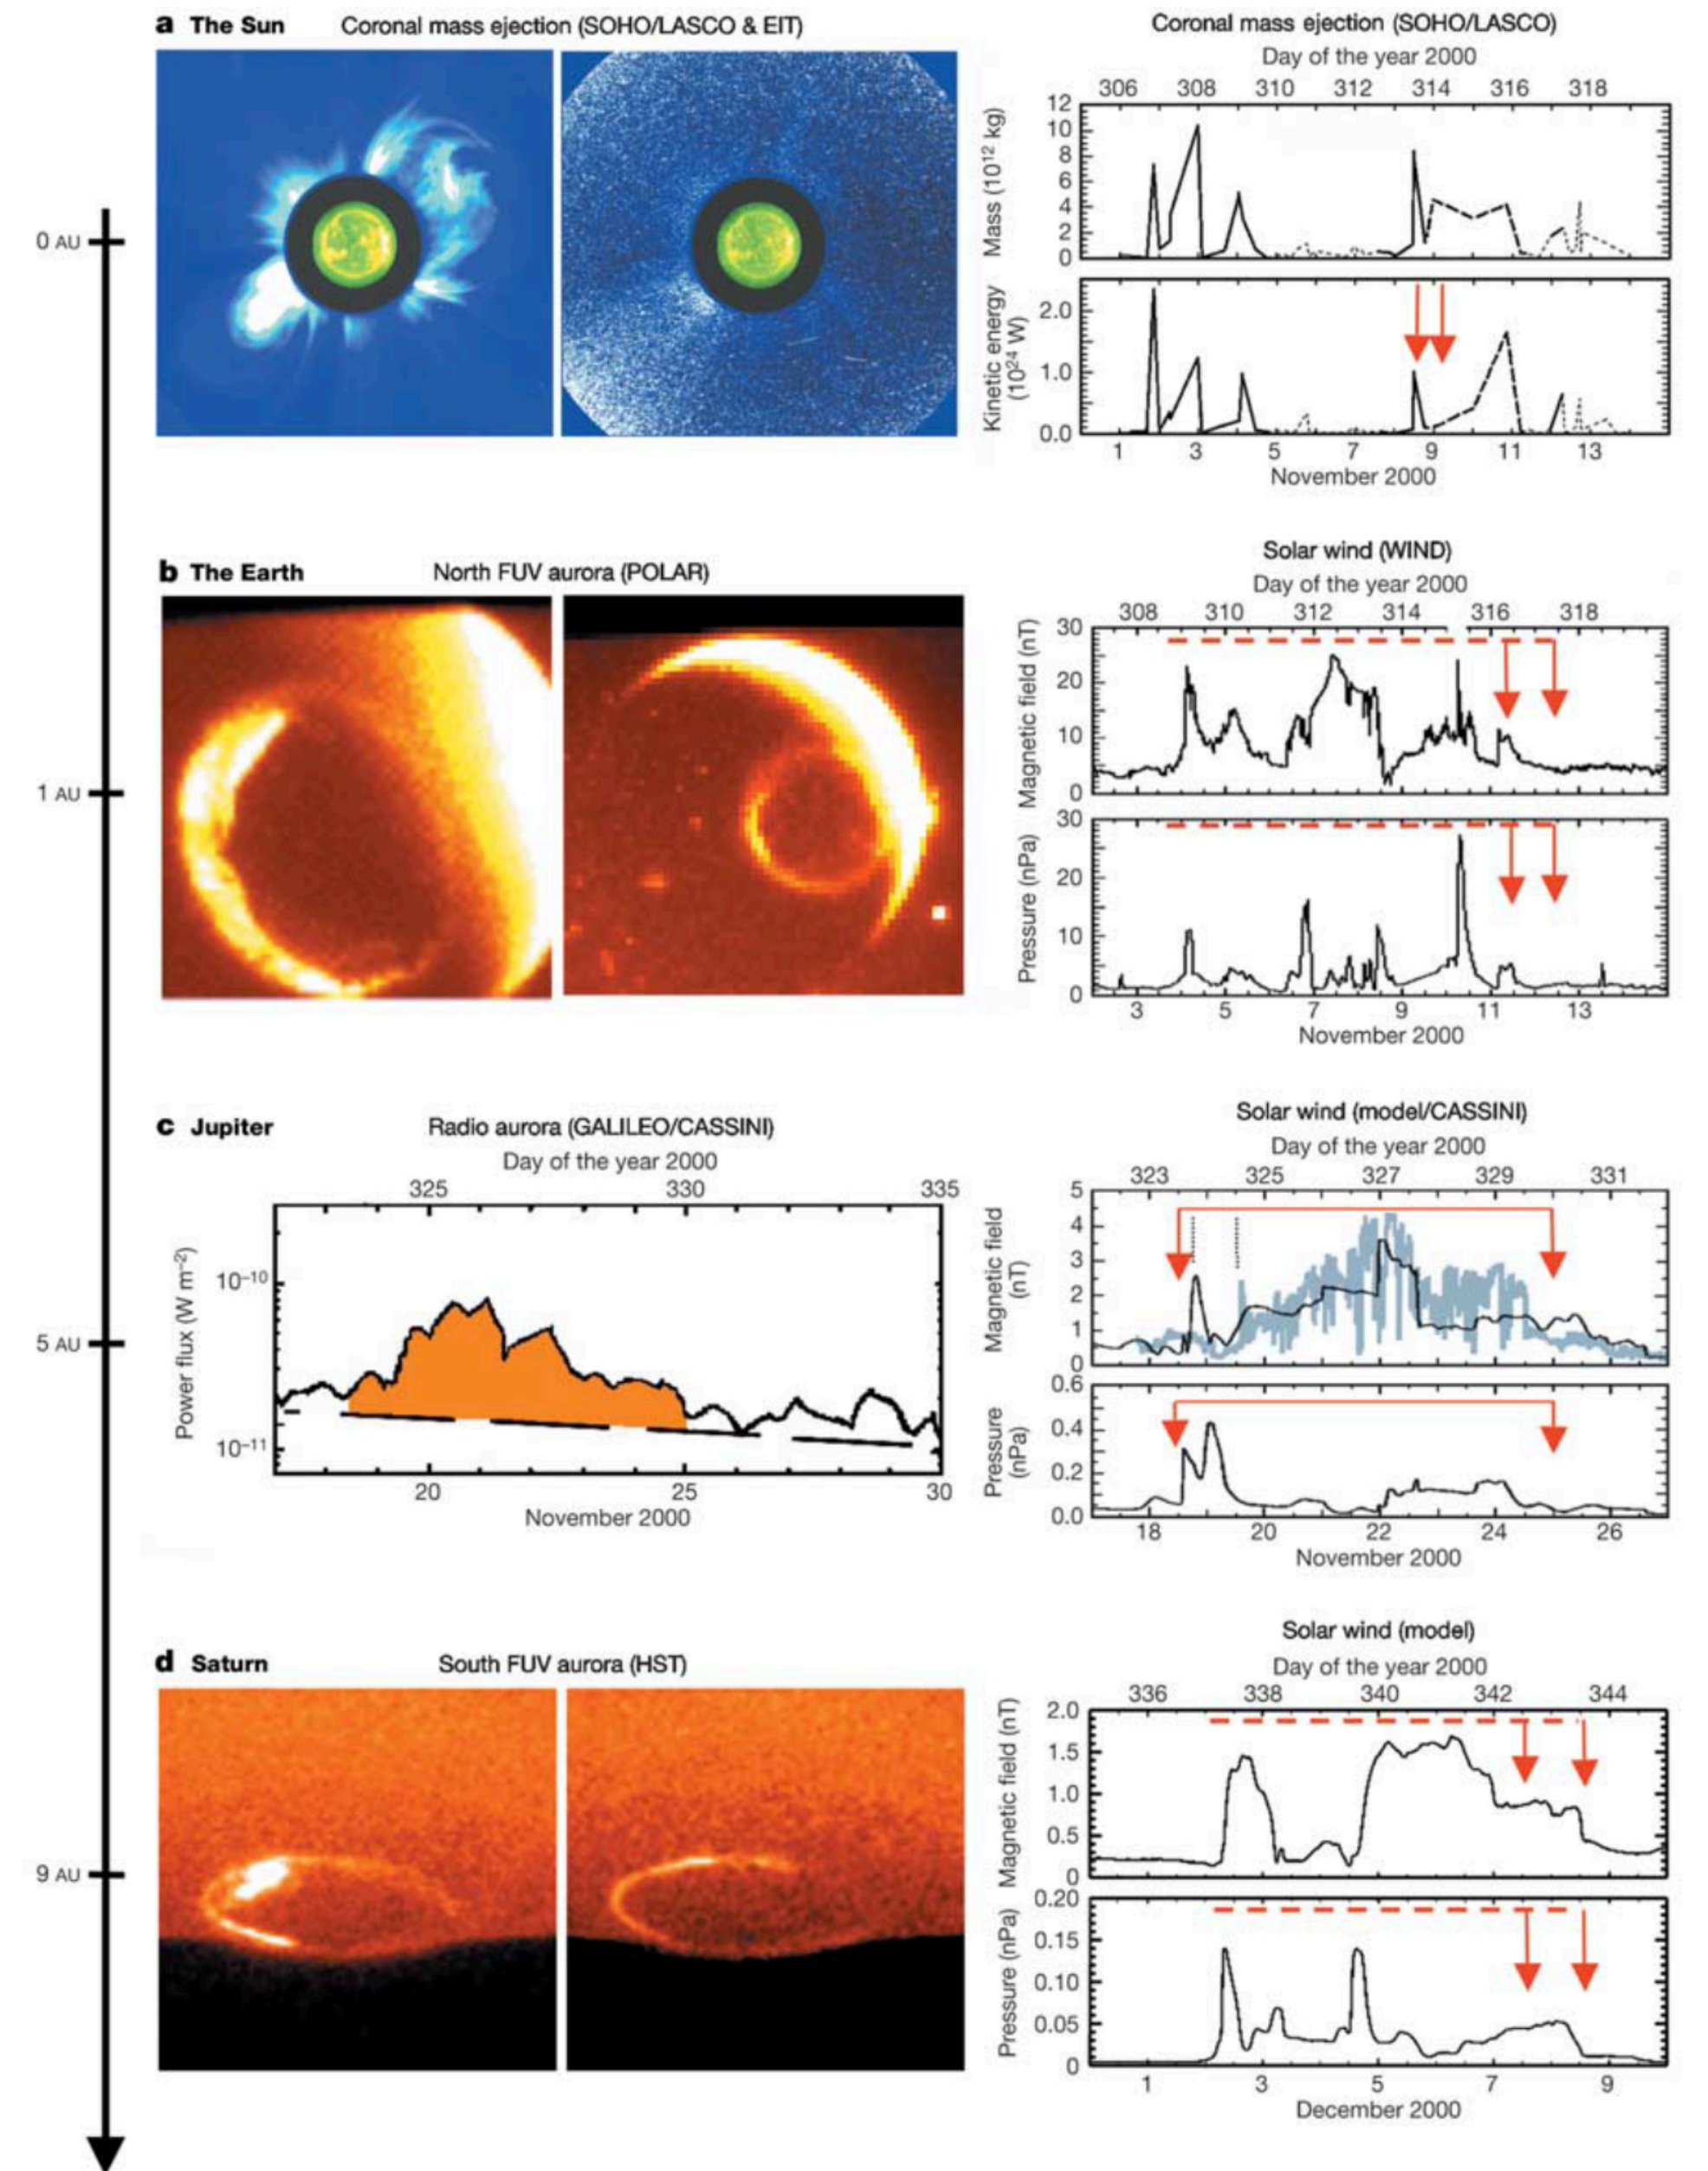 a The Sun
Coronal mass ejection (SOHO/LASCO & EIT)
Coronal mass ejection (SOHO/LASCO)
Day of the year 2000
306 308 310 312 314 316 318
Mass (10¹² kg)
12
10
8
6
4
2
0
Kinetic energy
(10²⁴ W)
2.0
1.0
0.0
1 3 5 7 9 11 13
November 2000
0 AU
b The Earth
North FUV aurora (POLAR)
Solar wind (WIND)
Day of the year 2000
308 310 312 314 316 318
Magnetic field (nT)
30
20
10
0
Pressure (nPa)
30
20
10
0
3 5 7 9 11 13
November 2000
1 AU
c Jupiter
Radio aurora (GALILEO/CASSINI)
Day of the year 2000
325 330 335
Power flux (W m⁻²)
10⁻¹⁰
10⁻¹¹
20 25 30
November 2000
Solar wind (model/CASSINI)
Day of the year 2000
323 325 327 329 331
Magnetic field
(nT)
5
4
3
2
1
0
Pressure
(nPa)
0.6
0.4
0.2
0.0
18 20 22 24 26
November 2000
5 AU
d Saturn
South FUV aurora (HST)
Solar wind (model)
Day of the year 2000
336 338 340 342 344
Magnetic field (nT)
2.0
1.5
1.0
0.5
0
Pressure (nPa)
0.20
0.15
0.10
0.05
0
1 3 5 7 9
December 2000
9 AU